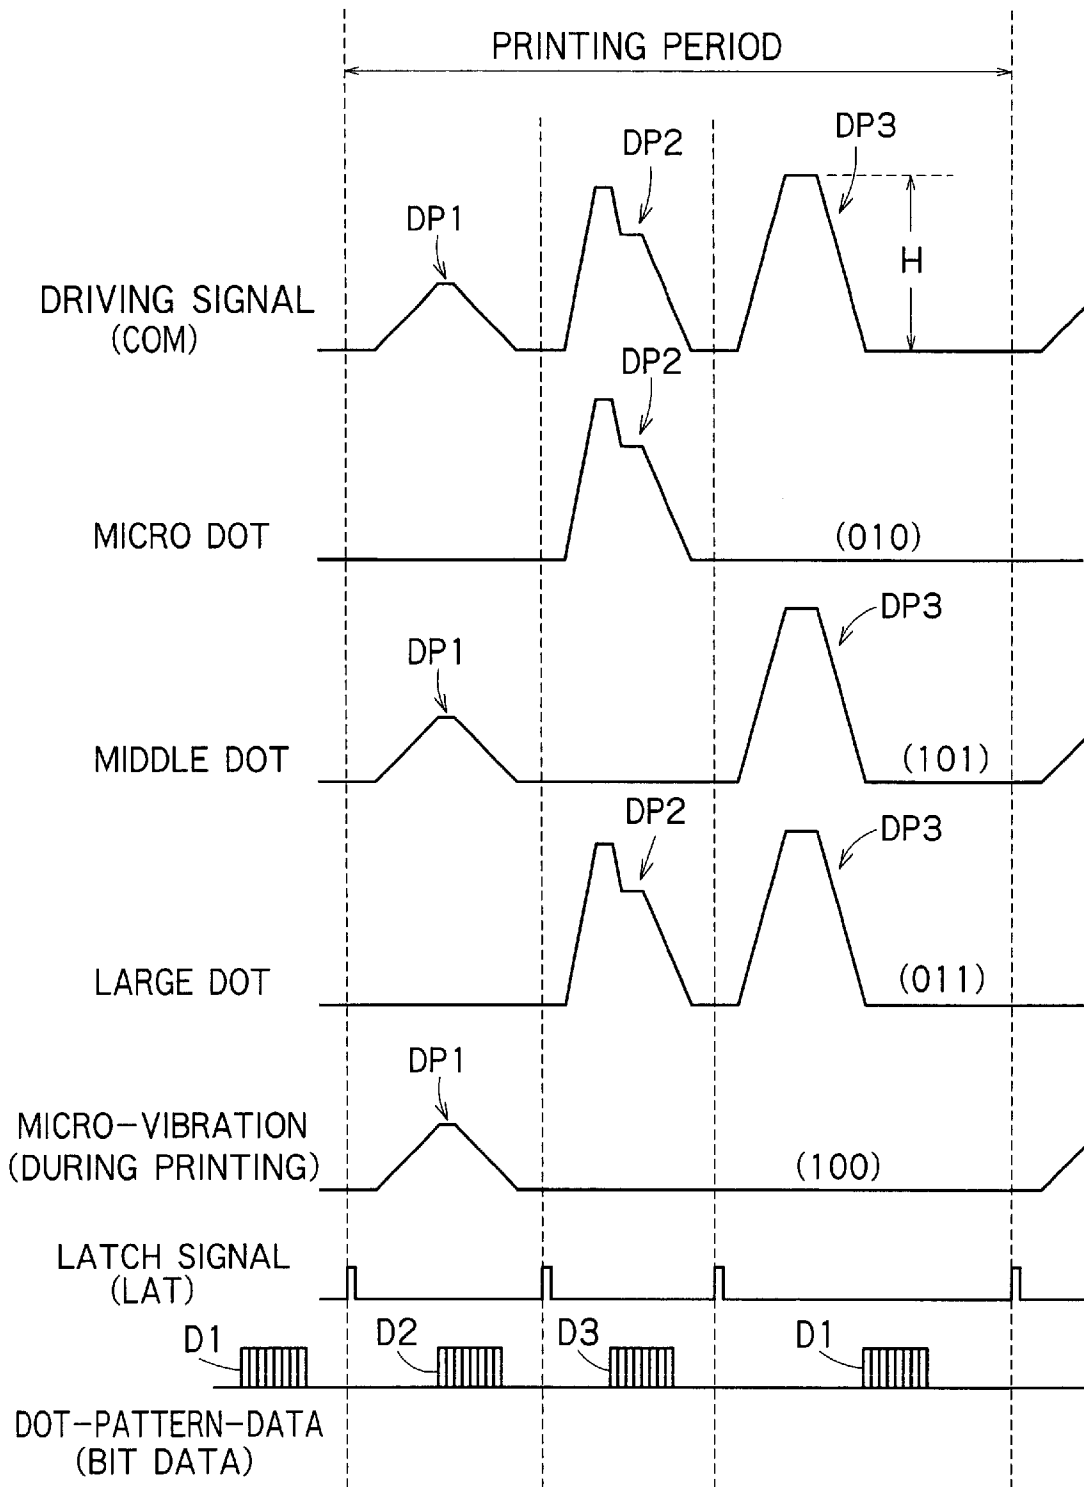 PRINTING PERIOD
DP3
DP2
DP1
H
DRIVING SIGNAL
(COM)
DP2
MICRO DOT
(010)
DP3
DP1
MIDDLE DOT
(101)
DP2
DP3
LARGE DOT
(011)
DP1
MICRO-VIBRATION
(DURING PRINTING)
(100)
LATCH SIGNAL
(LAT)
D1
D2
D3
D1
DOT-PATTERN-DATA
(BIT DATA)